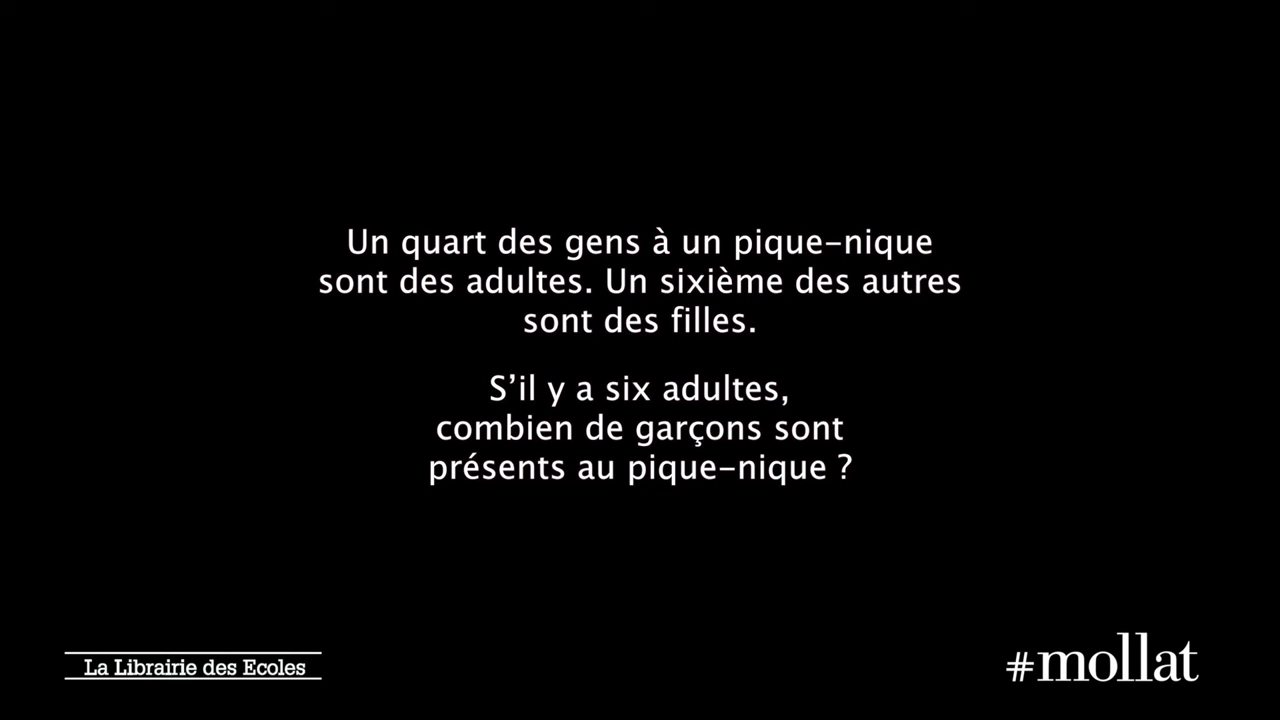 Un quart des gens à un pique-nique
sont des adultes. Un sixième des autres
sont des filles.
S’il y a six adultes,
combien de garçons sont
présents au pique-nique ?
La Librairie des Ecoles
#mollat